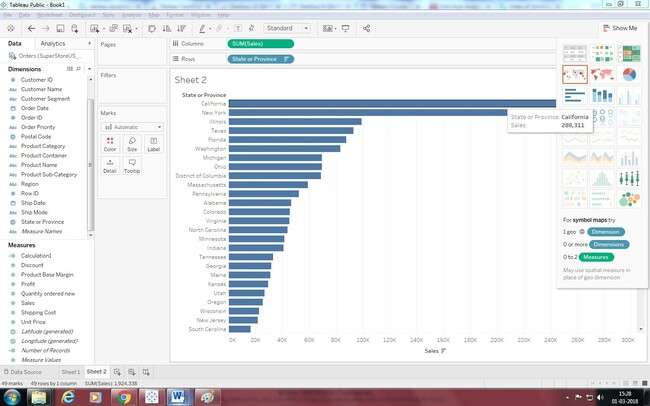 Tableau Public - Book1
File Data Worksheet Dashboard Story Analysis Map Format Window Help
Standard
Show Me
Data Analytics
Pages
Columns SUM(Sales)
Rows State or Province
Orders (SuperStoreUS_
Dimensions
Customer ID
Customer Name
Customer Segment
Order Date
Order ID
Order Priority
Postal Code
Product Category
Product Container
Product Name
Product Sub-Category
Region
Row ID
Ship Date
Ship Mode
State or Province
Measure Names
Measures
Calculation1
Discount
Product Base Margin
Profit
Quantity ordered new
Sales
Shipping Cost
Unit Price
Latitude (generated)
Longitude (generated)
Number of Records
Measure Values
Filters
Marks
Automatic
Color Size Label
Detail Tooltip
Sheet 2
State or Province
California
New York
Illinois
Texas
Florida
Washington
Michigan
Ohio
District of Columbia
Massachusetts
Pennsylvania
Alabama
Colorado
Virginia
North Carolina
Minnesota
Indiana
Tennessee
Georgia
Maine
Kansas
Utah
Oregon
Wisconsin
New Jersey
South Carolina
0K 20K 40K 60K 80K 100K 120K 140K 160K 180K 200K 220K 240K 260K 280K 300K
Sales
State or Province: California
Sales: 288,311
For symbol maps try
1 geo Dimension
0 or more Dimensions
0 to 2 Measures
May use spatial measure in
place of geo dimension
Data Source Sheet 1 Sheet 2
49 marks 49 rows by 1 column SUM(Sales): 1,924,338
15:28
01-03-2018